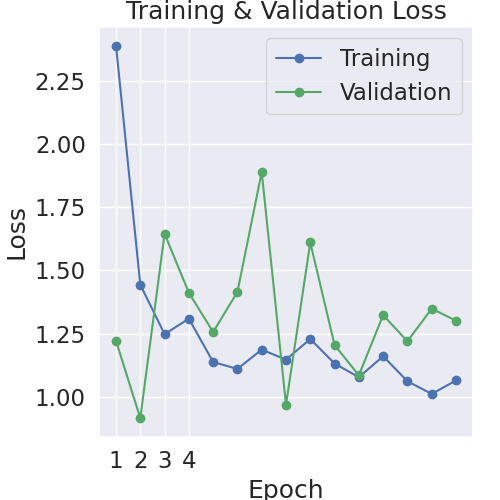 Training & Validation Loss
Training
Validation
Loss
2.25
2.00
1.75
1.50
1.25
1.00
1 2 3 4
Epoch